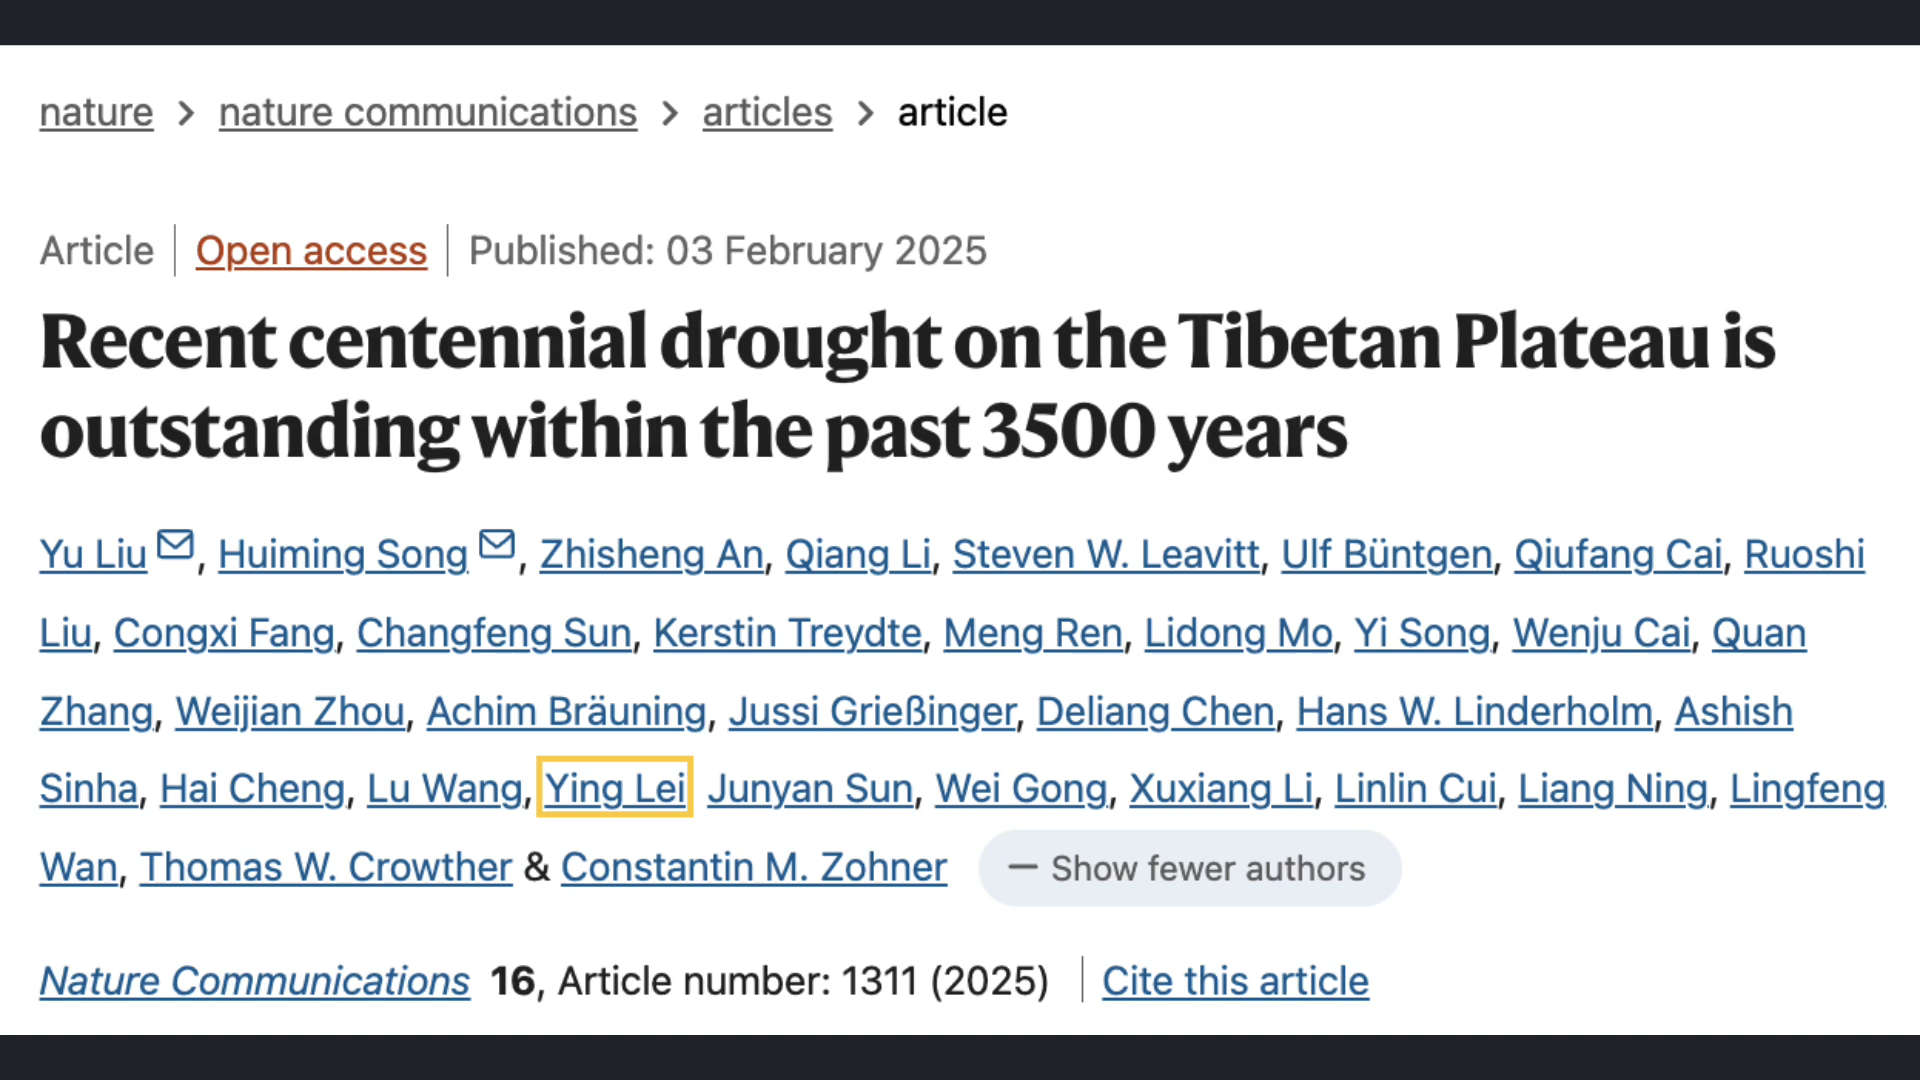 nature > nature communications > articles > article
Article | Open access | Published: 03 February 2025
Recent centennial drought on the Tibetan Plateau is
outstanding within the past 3500 years
Yu Liu, Huiming Song, Zhisheng An, Qiang Li, Steven W. Leavitt, Ulf Büntgen, Qiufang Cai, Ruoshi
Liu, Congxi Fang, Changfeng Sun, Kerstin Treydte, Meng Ren, Lidong Mo, Yi Song, Wenju Cai, Quan
Zhang, Weijian Zhou, Achim Bräuning, Jussi Grießinger, Deliang Chen, Hans W. Linderholm, Ashish
Sinha, Hai Cheng, Lu Wang, Ying Lei Junyan Sun, Wei Gong, Xuxiang Li, Linlin Cui, Liang Ning, Lingfeng
Wan, Thomas W. Crowther & Constantin M. Zohner — Show fewer authors
Nature Communications 16, Article number: 1311 (2025) | Cite this article